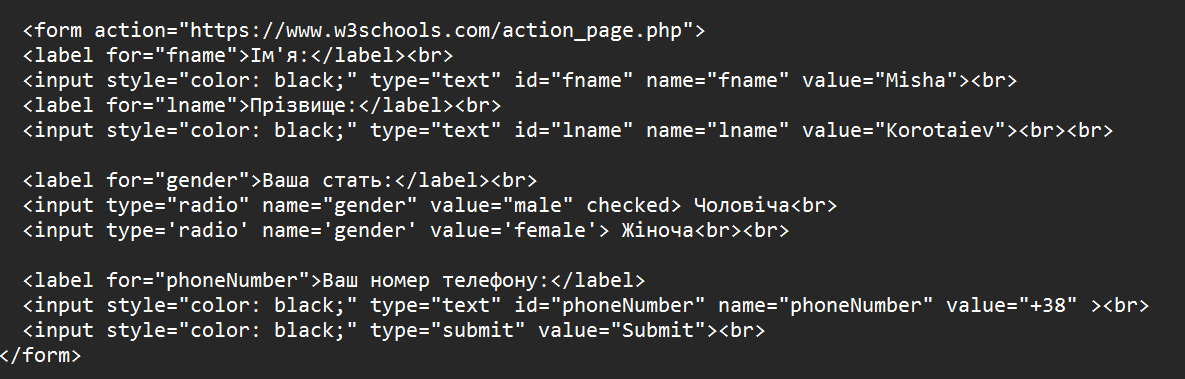 <form action="https://www.w3schools.com/action_page.php">
<label for="fname">Ім'я:</label><br>
<input style="color: black;" type="text" id="fname" name="fname" value="Misha"><br>
<label for="lname">Прізвище:</label><br>
<input style="color: black;" type="text" id="lname" name="lname" value="Korotaiev"><br><br>
<label for="gender">Ваша стать:</label><br>
<input type="radio" name="gender" value="male" checked> Чоловіча<br>
<input type='radio' name='gender' value='female'> Жіноча<br><br>
<label for="phoneNumber">Ваш номер телефону:</label>
<input style="color: black;" type="text" id="phoneNumber" name="phoneNumber" value="+38" ><br>
<input style="color: black;" type="submit" value="Submit"><br>
</form>